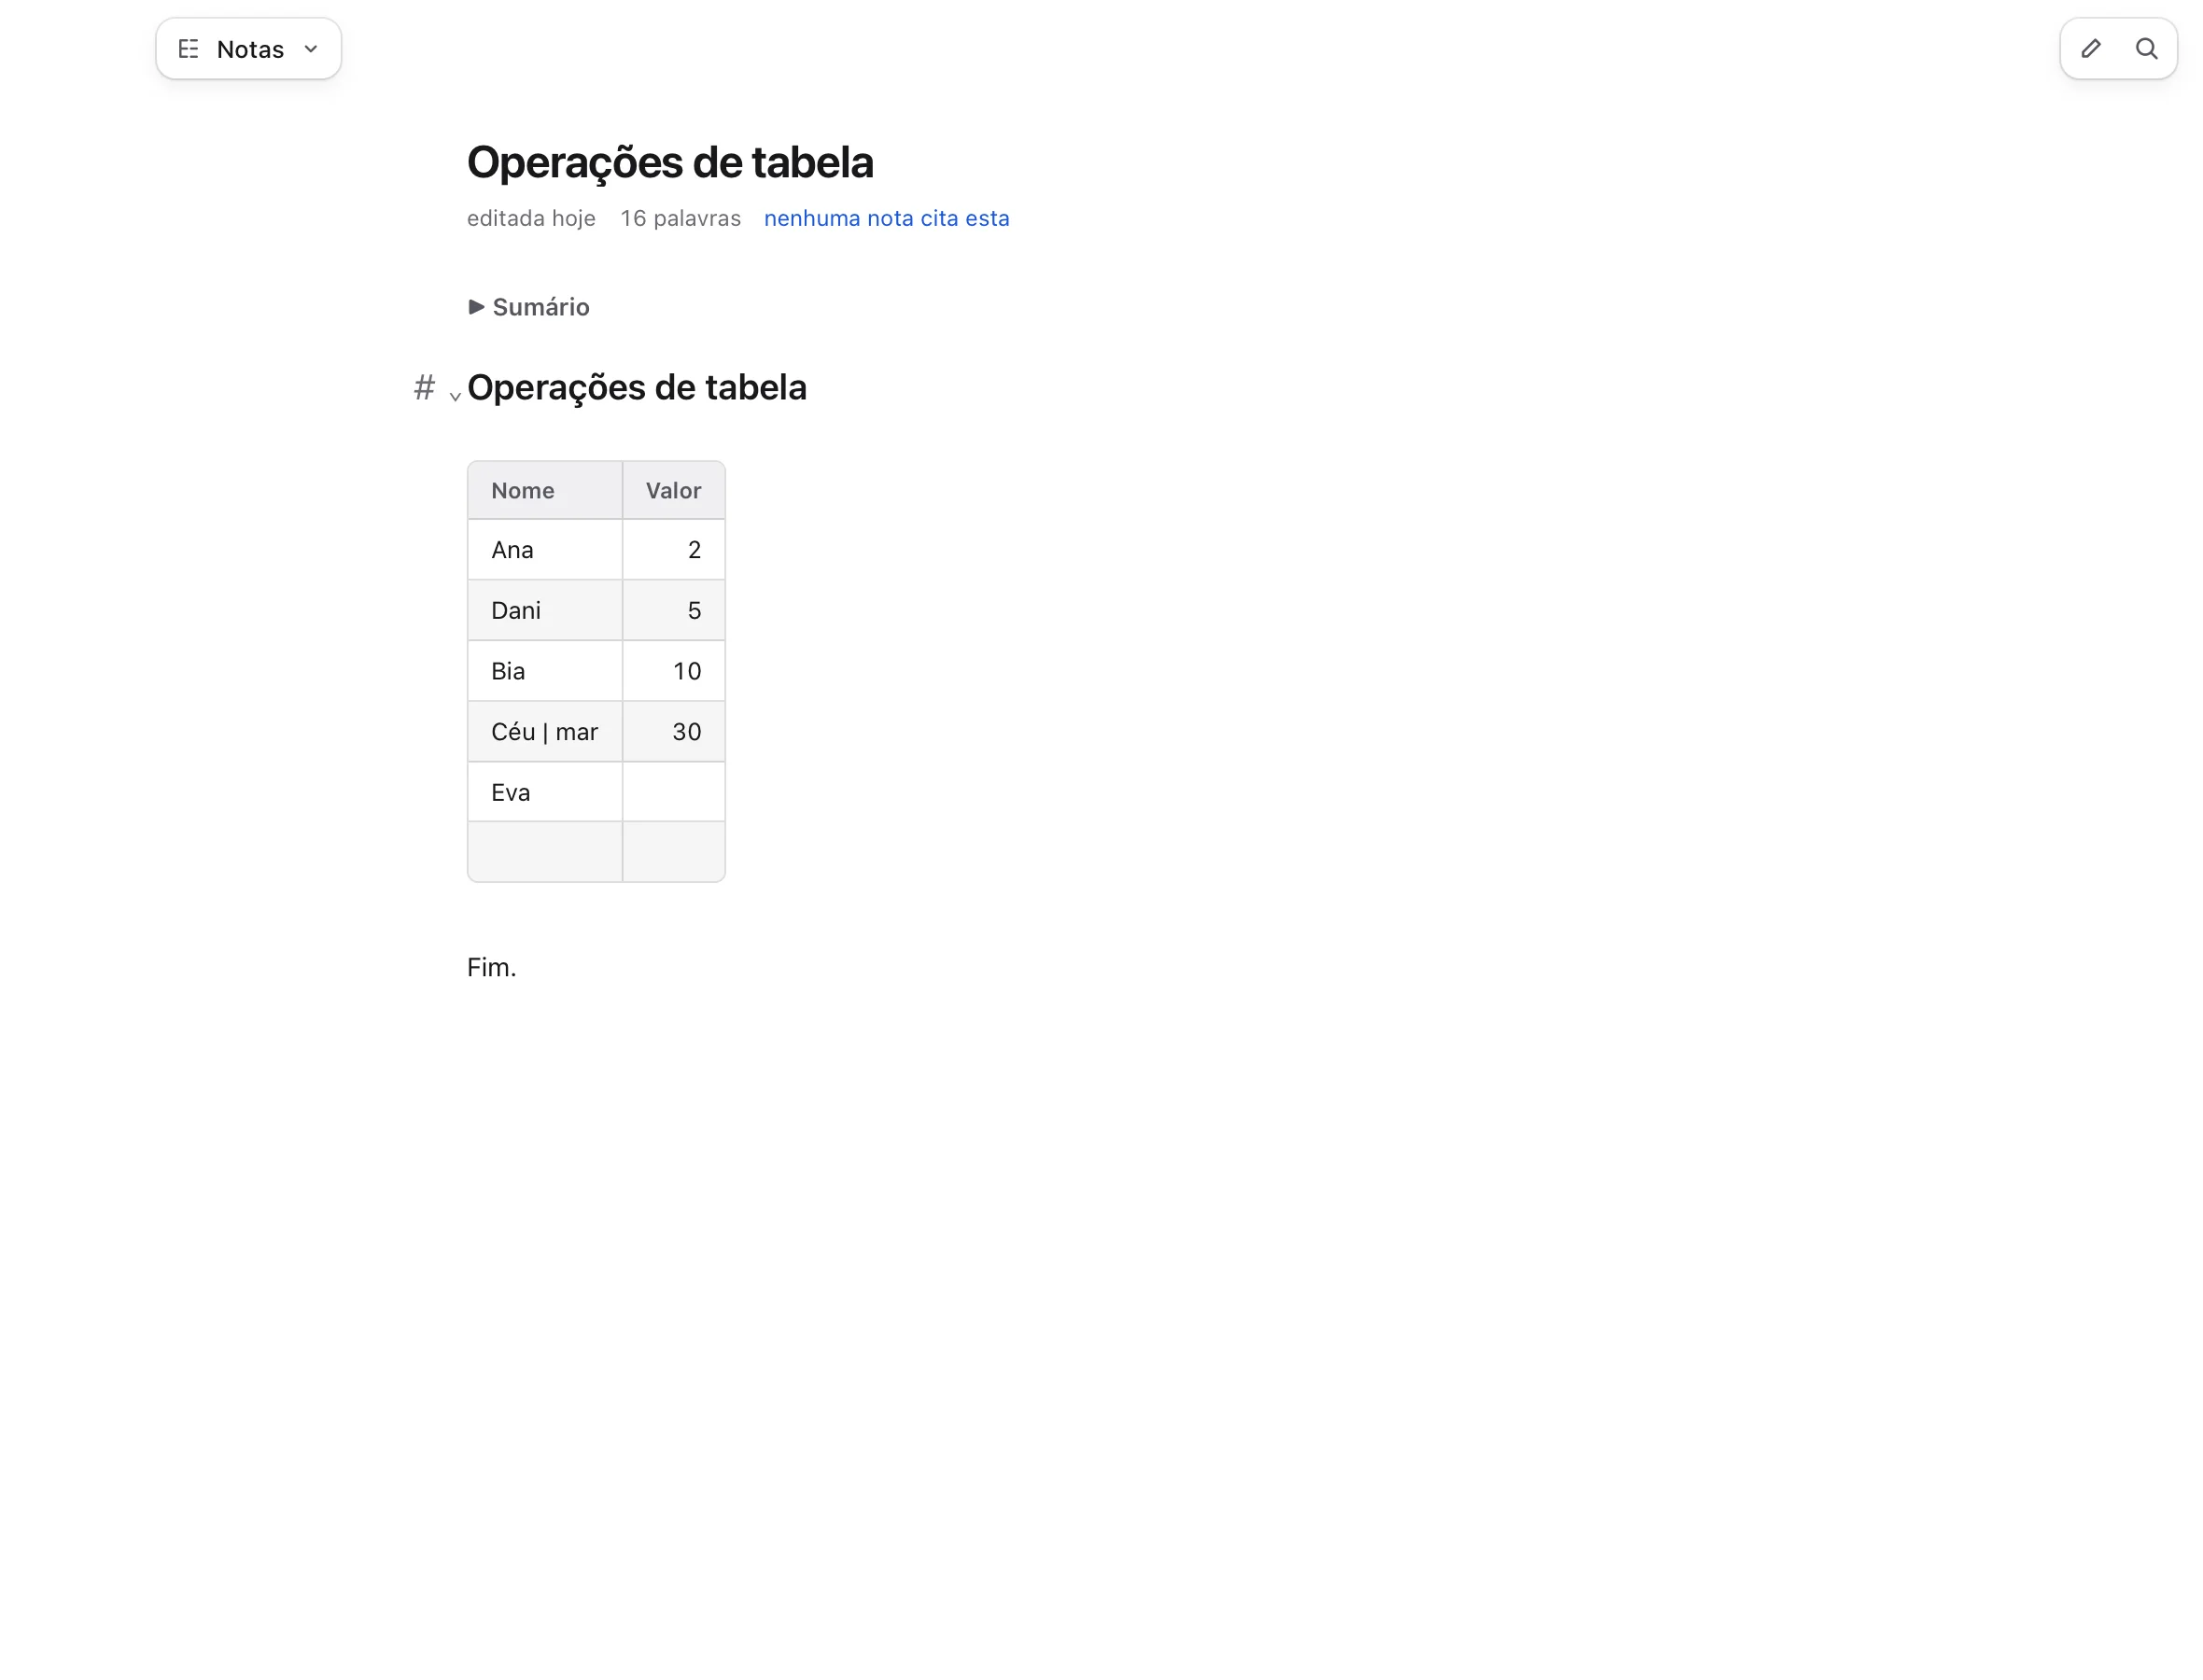 Notas
Operações de tabela
editada hoje 16 palavras nenhuma nota cita esta
Sumário
# Operações de tabela
Nome Valor
Ana 2
Dani 5
Bia 10
Céu | mar 30
Eva
Fim.